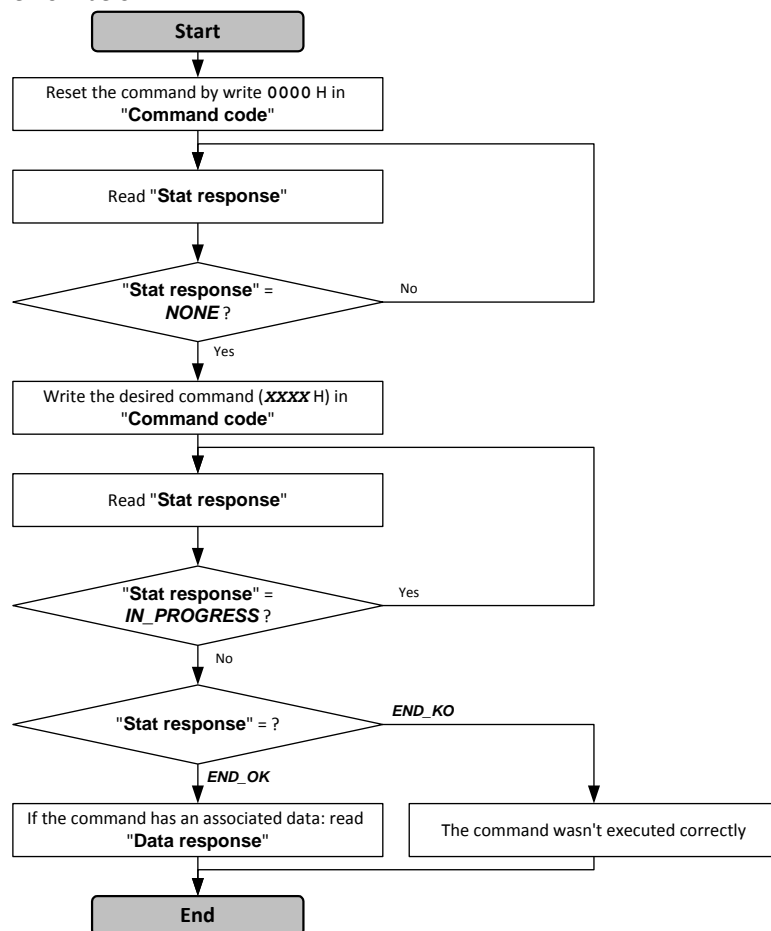 Start
Reset the command by write 0000 H in
"Command code"
Read "Stat response"
"Stat response" =
NONE ?
No
Yes
Write the desired command (XXXX H) in
"Command code"
Read "Stat response"
"Stat response" =
IN_PROGRESS ?
Yes
No
"Stat response" = ?
END_KO
END_OK
If the command has an associated data: read
"Data response"
The command wasn't executed correctly
End